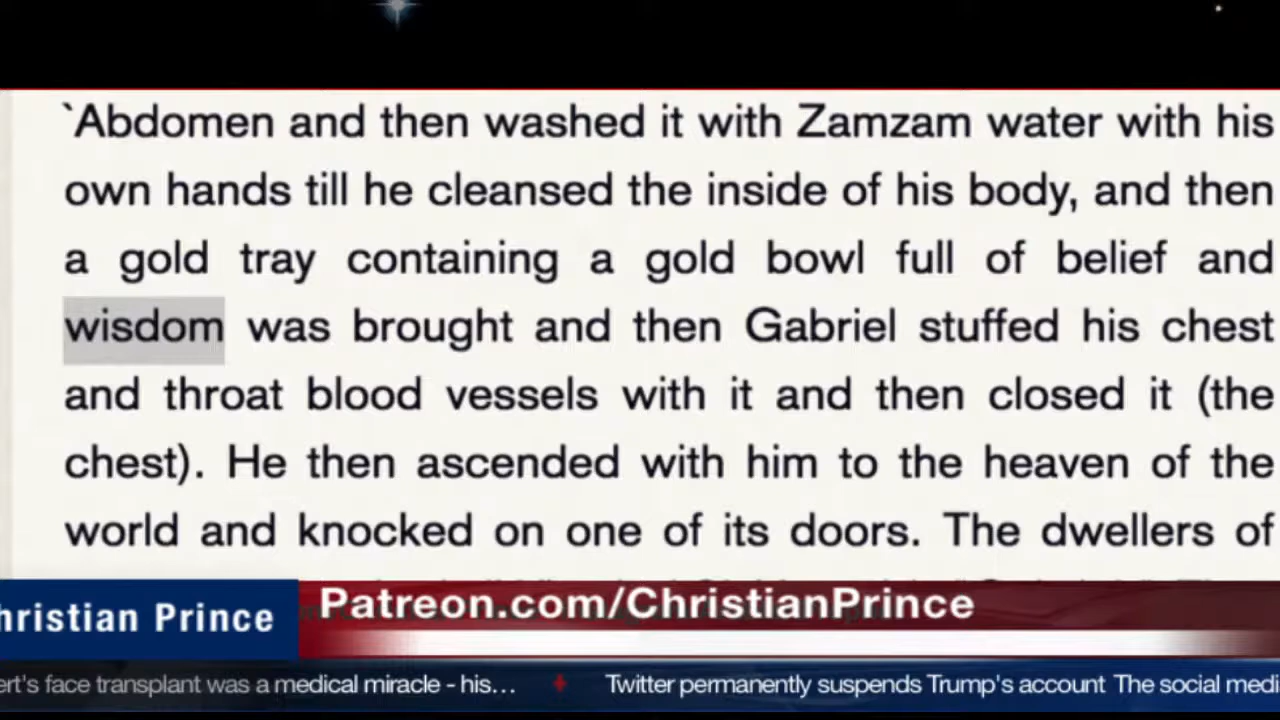 `Abdomen and then washed it with Zamzam water with his
own hands till he cleansed the inside of his body, and then
a gold tray containing a gold bowl full of belief and
wisdom was brought and then Gabriel stuffed his chest
and throat blood vessels with it and then closed it (the
chest). He then ascended with him to the heaven of the
world and knocked on one of its doors. The dwellers of
hristian Prince
Patreon.com/ChristianPrince
ert's face transplant was a medical miracle - his... Twitter permanently suspends Trump's account The social medi